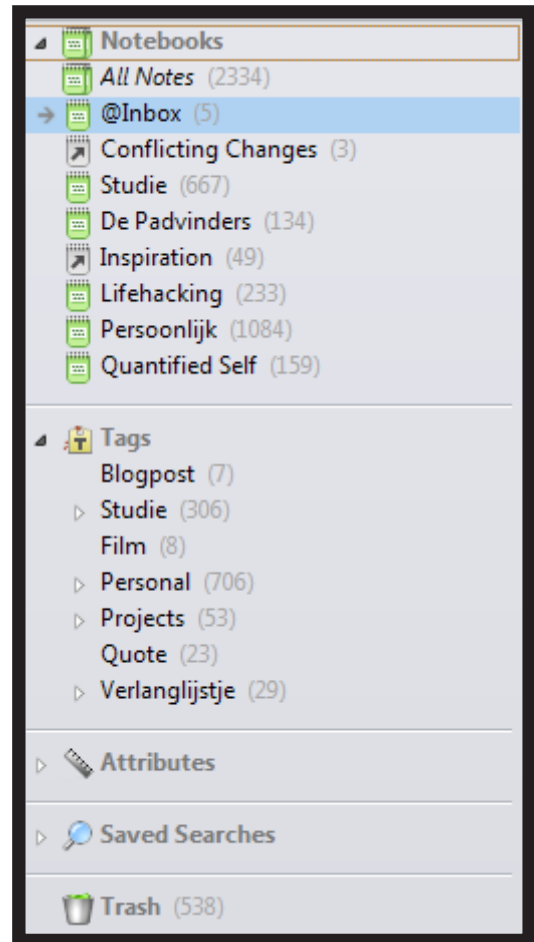 Notebooks
All Notes (2334)
@Inbox (5)
Conflicting Changes (3)
Studie (667)
De Padvinders (134)
Inspiration (49)
Lifehacking (233)
Persoonlijk (1084)
Quantified Self (159)
Tags
Blogpost (7)
Studie (306)
Film (8)
Personal (706)
Projects (53)
Quote (23)
Verlanglijstje (29)
Attributes
Saved Searches
Trash (538)